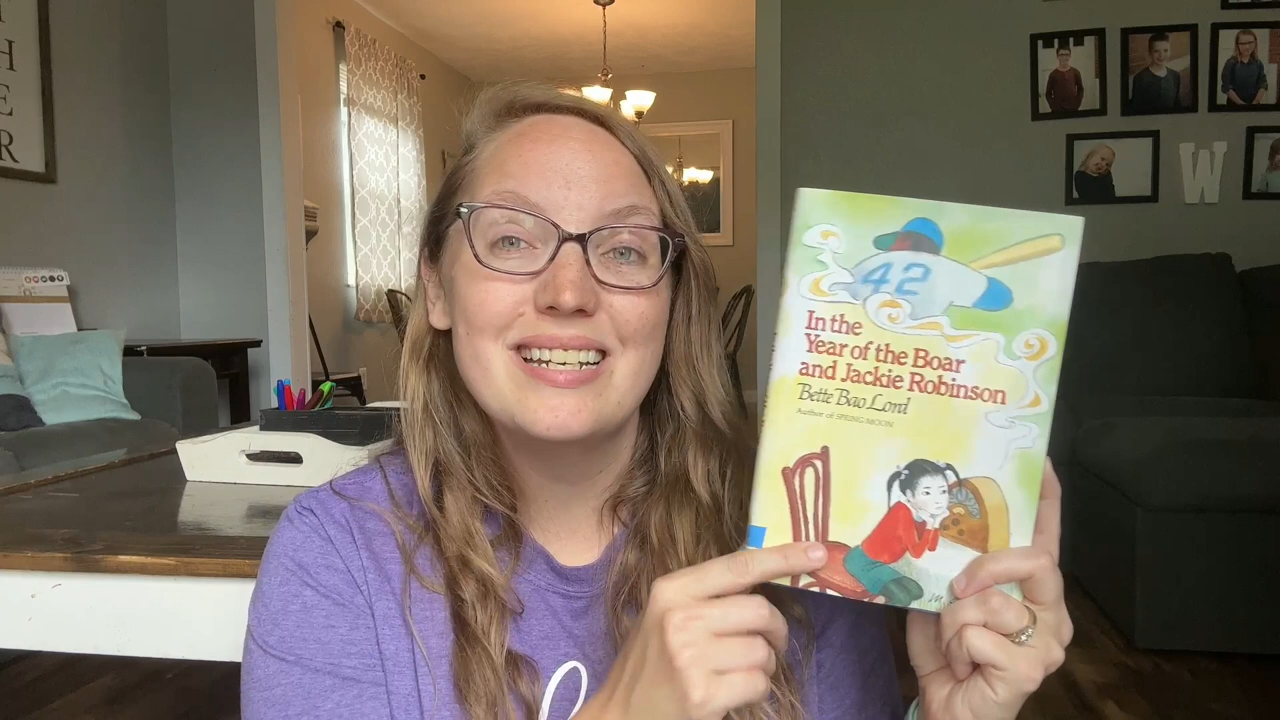 H
E
R
W
42
In the
Year of the Boar
and Jackie Robinson
Bette Bao Lord
Author of SPRING MOON